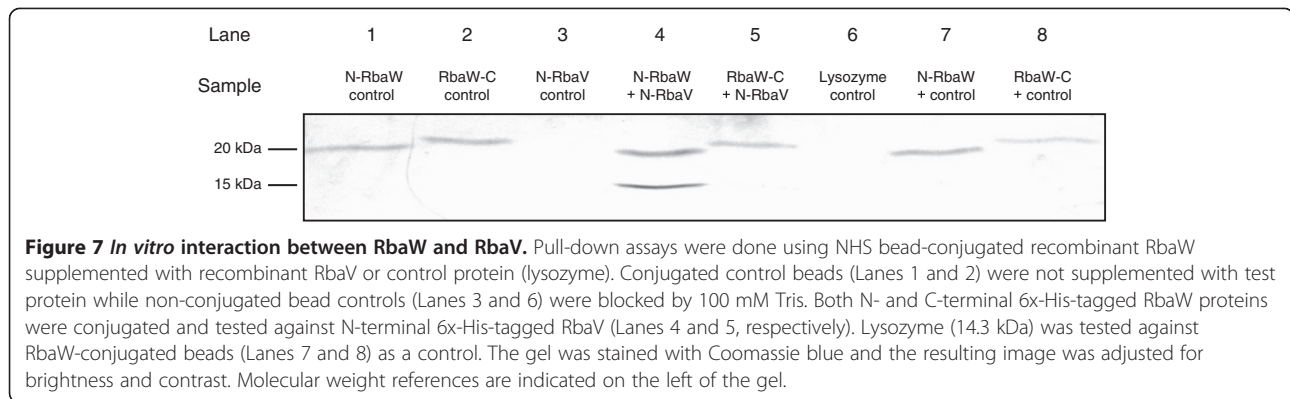 Lane 1 2 3 4 5 6 7 8
Sample N-RbaW control RbaW-C control N-RbaV control N-RbaW + N-RbaV RbaW-C + N-RbaV Lysozyme control N-RbaW + control RbaW-C + control
20 kDa
15 kDa
Figure 7 In vitro interaction between RbaW and RbaV. Pull-down assays were done using NHS bead-conjugated recombinant RbaW
supplemented with recombinant RbaV or control protein (lysozyme). Conjugated control beads (Lanes 1 and 2) were not supplemented with test
protein while non-conjugated bead controls (Lanes 3 and 6) were blocked by 100 mM Tris. Both N- and C-terminal 6x-His-tagged RbaW proteins
were conjugated and tested against N-terminal 6x-His-tagged RbaV (Lanes 4 and 5, respectively). Lysozyme (14.3 kDa) was tested against
RbaW-conjugated beads (Lanes 7 and 8) as a control. The gel was stained with Coomassie blue and the resulting image was adjusted for
brightness and contrast. Molecular weight references are indicated on the left of the gel.